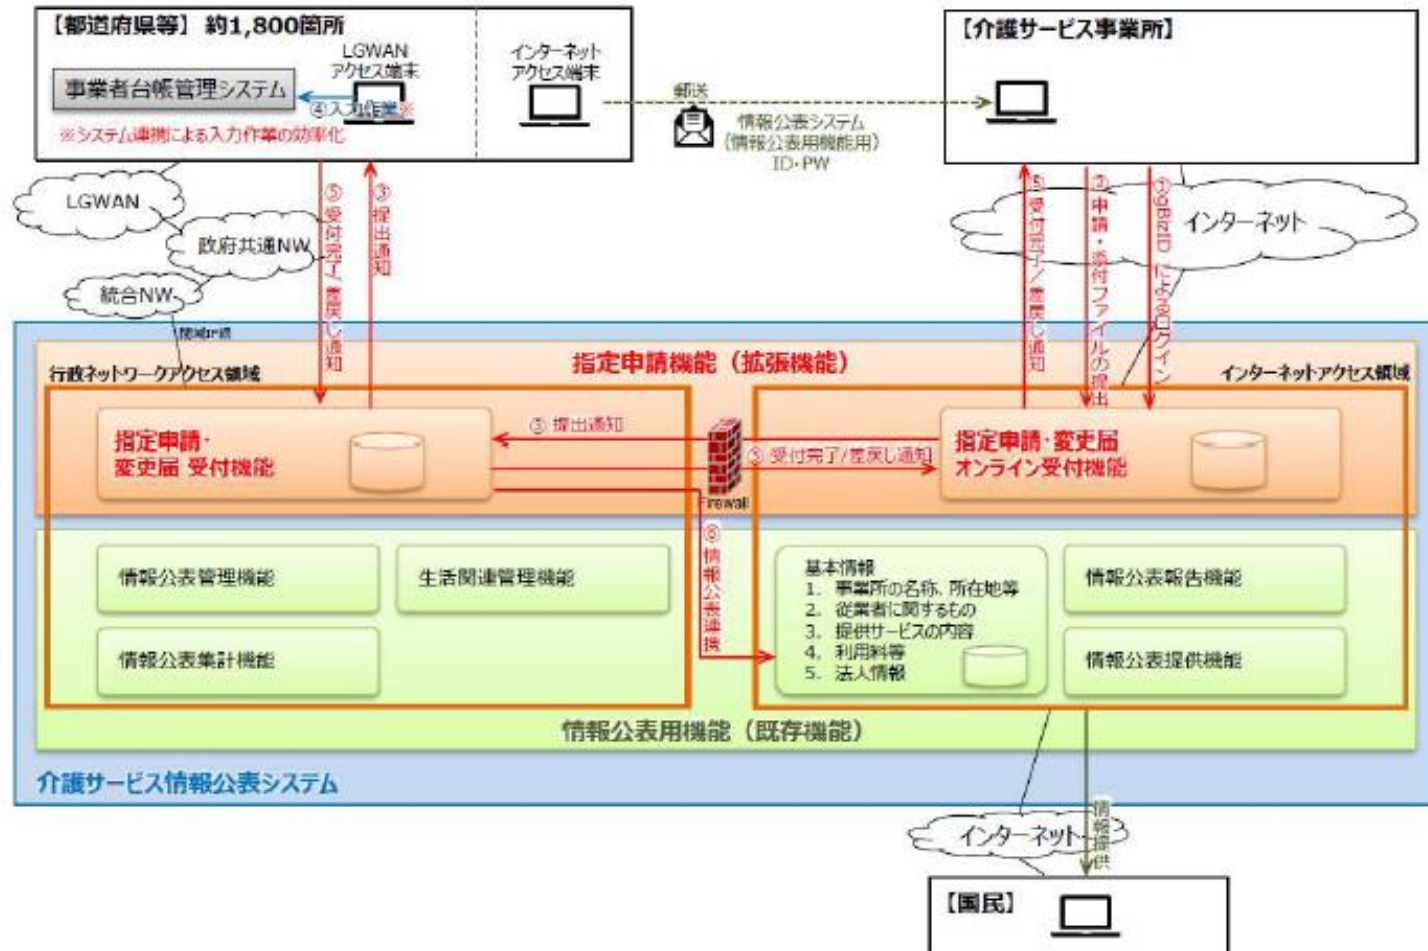 【都道府県等】 約1,800箇所
LGWAN
アクセス端末
インターネット
アクセス端末
事業者台帳管理システム
④入力作業※
※システム連携による入力作業の効率化
郵送
情報公表システム
(情報公表用機能用)
ID・PW
【介護サービス事業所】
LGWAN
政府共通NW
統合NW
⑤受付完了/差戻し通知
③提出通知
⑤受付完了/差戻し通知
②申請・添付ファイルの提出
①gBizID によるログイン
インターネット
指定申請機能（拡張機能）
行政ネットワークアクセス領域
インターネットアクセス領域
指定申請・
変更届 受付機能
③ 提出通知
⑤ 受付完了/差戻し通知
Firewall
指定申請・変更届
オンライン受付機能
⑥情報公表連携
情報公表管理機能
生活関連管理機能
情報公表集計機能
基本情報
1. 事業所の名称、所在地等
2. 従業者に関するもの
3. 提供サービスの内容
4. 利用料等
5. 法人情報
情報公表報告機能
情報公表提供機能
情報公表用機能（既存機能）
介護サービス情報公表システム
インターネット
情報提供
【国民】